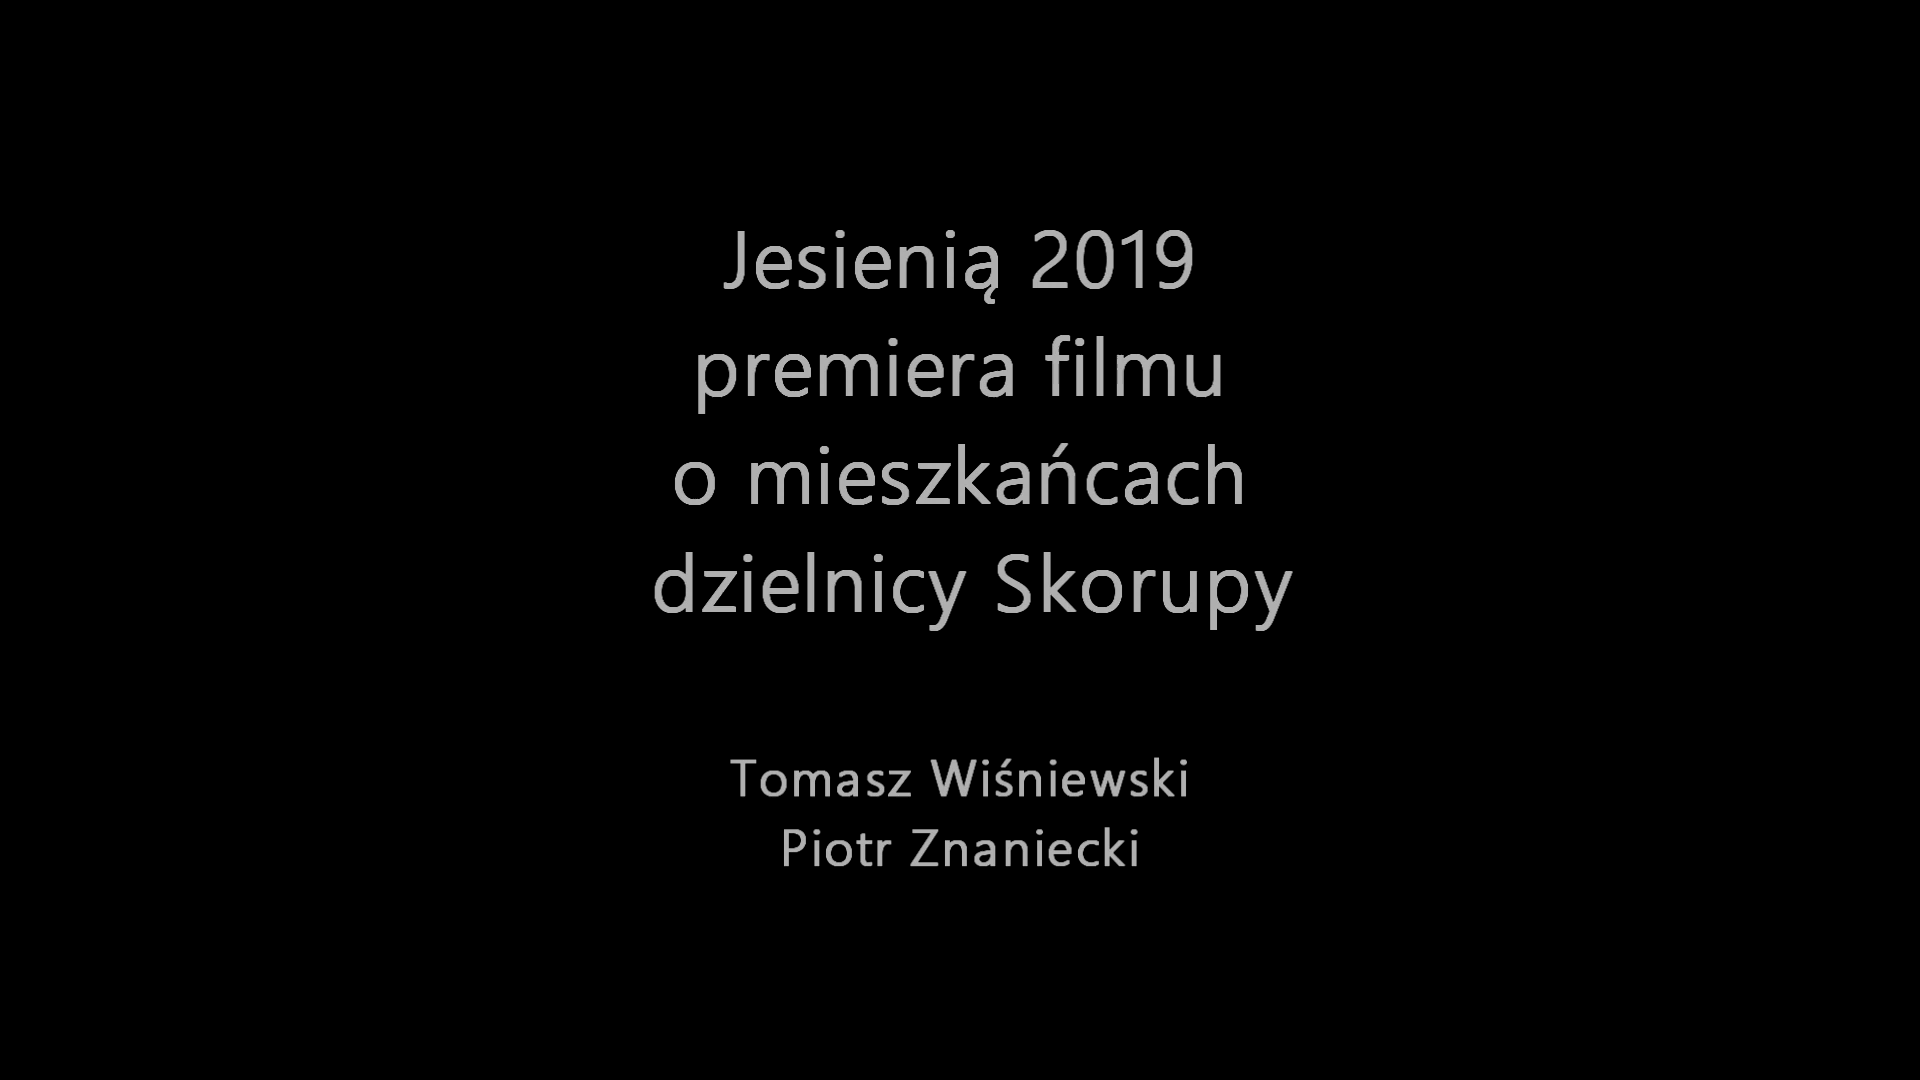 Jesienią 2019
premiera filmu
o mieszkańcach
dzielnicy Skorupy
Tomasz Wiśniewski
Piotr Znaniecki